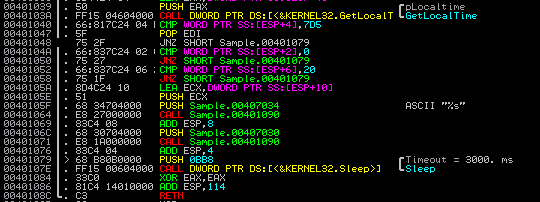 00401039 . 50 PUSH EAX pLocaltime
0040103A . FF15 04604000 CALL DWORD PTR DS:[<&KERNEL32.GetLocalT GetLocalTime
00401040 . 66:817C24 04 CMP WORD PTR SS:[ESP+4],7D5
00401047 . 5F POP EDI
00401048 . 75 2F JNZ SHORT Sample.00401079
0040104A . 66:837C24 02 CMP WORD PTR SS:[ESP+2],0
00401050 . 75 27 JNZ SHORT Sample.00401079
00401052 . 66:837C24 06 CMP WORD PTR SS:[ESP+6],20
00401058 . 75 1F JNZ SHORT Sample.00401079
0040105A . 8D4C24 10 LEA ECX,DWORD PTR SS:[ESP+10]
0040105E . 51 PUSH ECX
0040105F . 68 34704000 PUSH Sample.00407034 ASCII "%s"
00401064 . E8 27000000 CALL Sample.00401090
00401069 . 83C4 08 ADD ESP,8
0040106C . 68 30704000 PUSH Sample.00407030
00401071 . E8 1A000000 CALL Sample.00401090
00401076 . 83C4 04 ADD ESP,4
00401079 > 68 B80B0000 PUSH 0BB8 Timeout = 3000. ms
0040107E . FF15 00604000 CALL DWORD PTR DS:[<&KERNEL32.Sleep>] Sleep
00401084 . 33C0 XOR EAX,EAX
00401086 . 81C4 14010000 ADD ESP,114
0040108C . C3 RETN